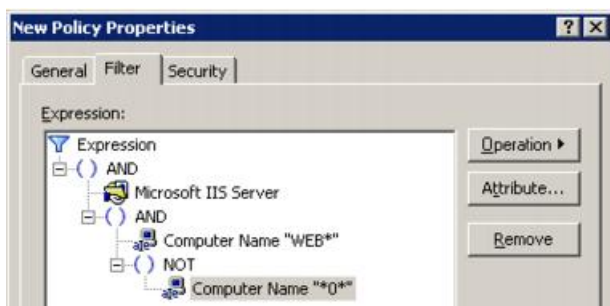 New Policy Properties
General Filter Security
Expression:
Expression
AND
Microsoft IIS Server
AND
Computer Name "WEB*"
NOT
Computer Name "*0*"
Operation
Attribute...
Remove